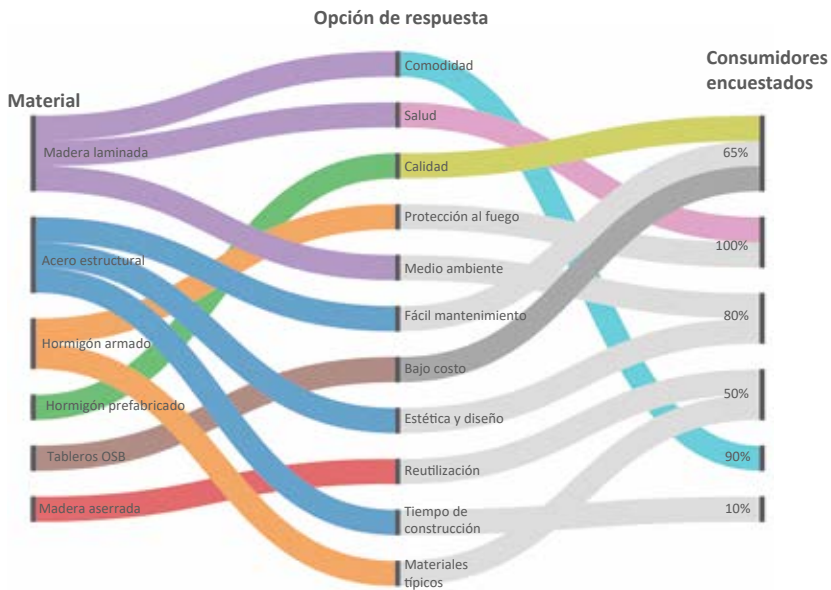 Opción de respuesta
Material
Madera laminada
Acero estructural
Hormigón armado
Hormigón prefabricado
Tableros OSB
Madera aserrada
Comodidad
Salud
Calidad
Protección al fuego
Medio ambiente
Fácil mantenimiento
Bajo costo
Estética y diseño
Reutilización
Tiempo de
construcción
Materiales
típicos
Consumidores
encuestados
65%
100%
80%
50%
90%
10%